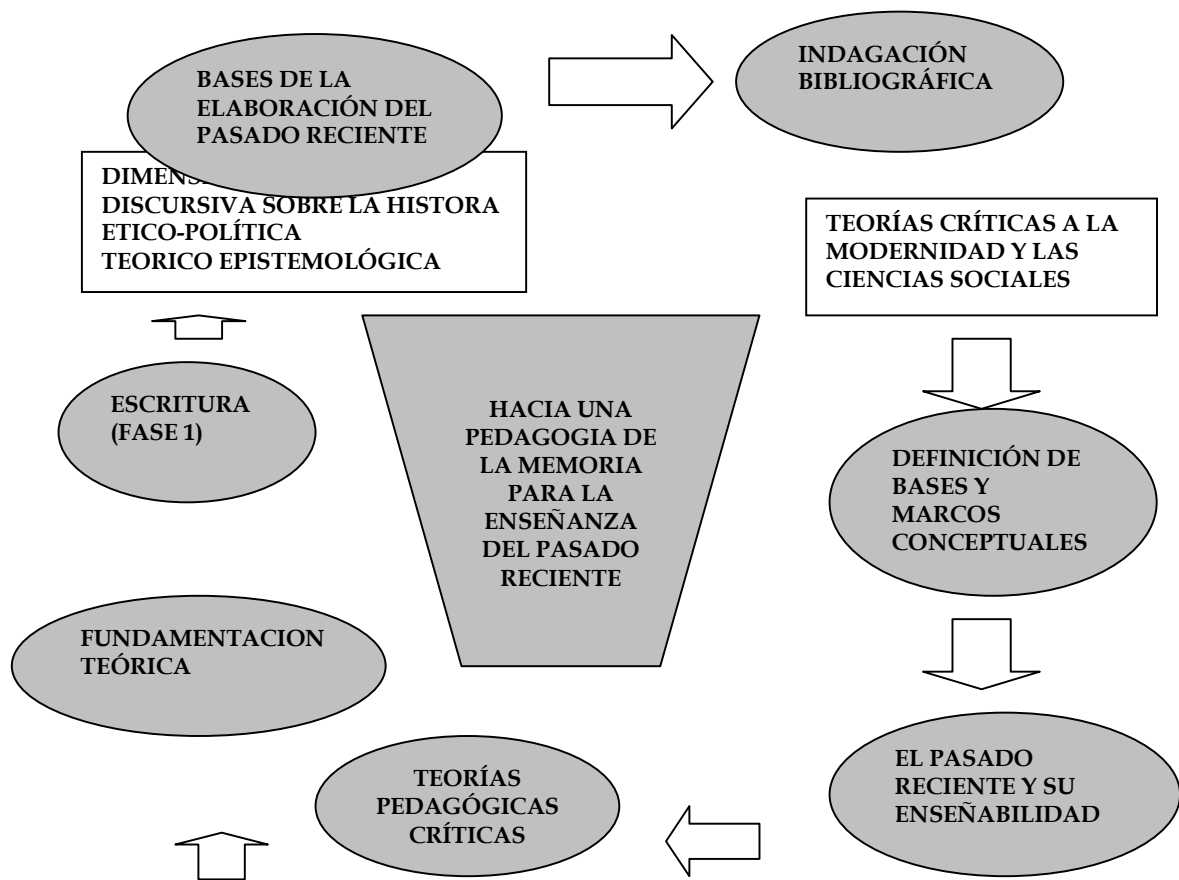 BASES DE LA
ELABORACIÓN DEL
PASADO RECIENTE
INDAGACIÓN
BIBLIOGRÁFICA
DISCURSIVA SOBRE LA HISTORA
ETICO-POLÍTICA
TEORICO EPISTEMOLÓGICA
TEORÍAS CRÍTICAS A LA
MODERNIDAD Y LAS
CIENCIAS SOCIALES
ESCRITURA
(FASE 1)
HACIA UNA
PEDAGOGIA DE
LA MEMORIA
PARA LA
ENSEÑANZA
DEL PASADO
RECIENTE
DEFINICIÓN DE
BASES Y
MARCOS
CONCEPTUALES
FUNDAMENTACION
TEÓRICA
TEORÍAS
PEDAGÓGICAS
CRÍTICAS
EL PASADO
RECIENTE Y SU
ENSEÑABILIDAD